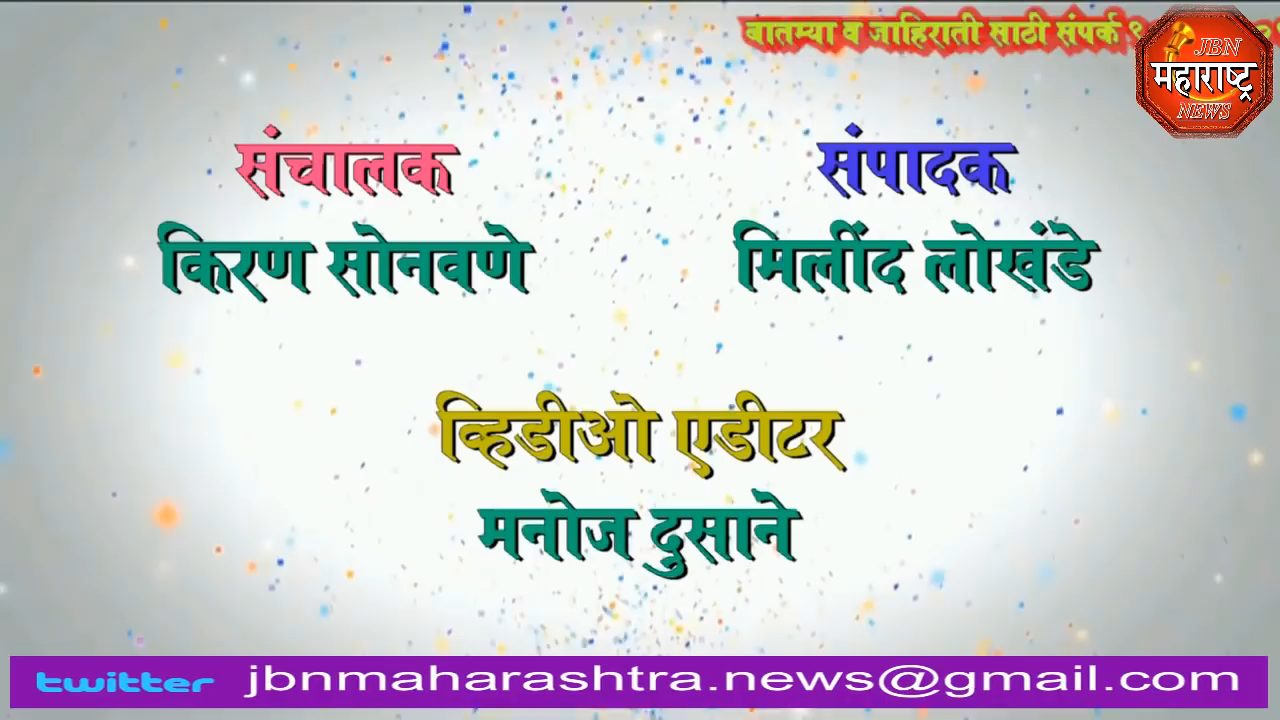 बातम्या व जाहिराती साठी संपर्क
JBN
महाराष्ट्र
NEWS
संचालक
संपादक
किरण सोनवणे
मिलींद लोखंडे
व्हिडीओ एडीटर
मनोज दुसाने
twitter jbnmaharashtra.news@gmail.com